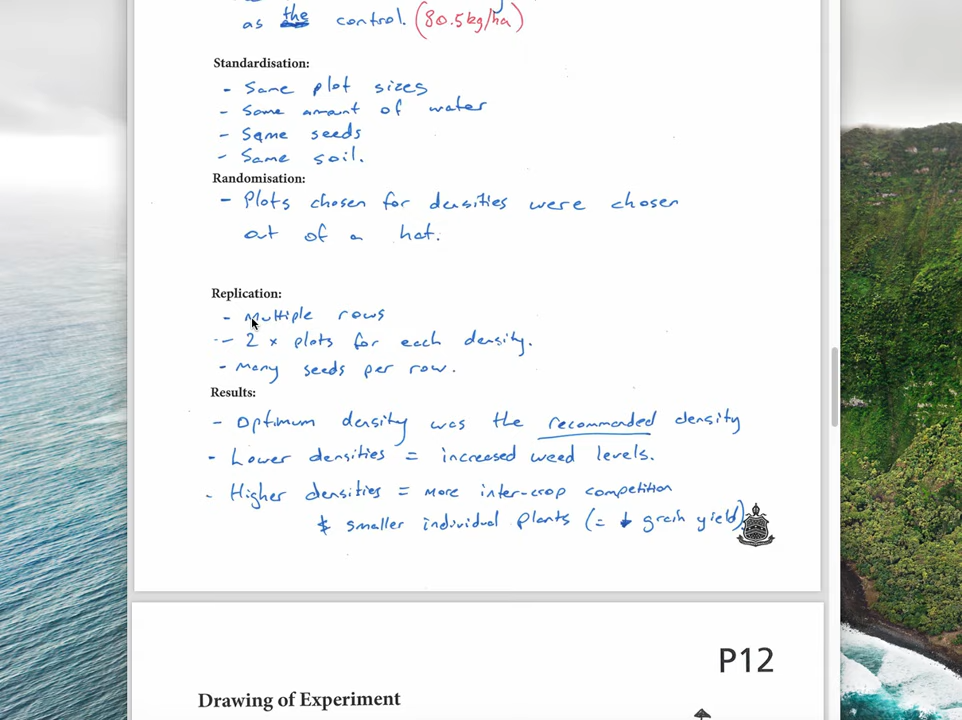 as the control. (80.5kg/ha)
Standardisation:
- Same plot sizes
- Same amount of water
- Same seeds
- Same soil.
Randomisation:
- Plots chosen for densities were chosen
out of a hat.
Replication:
- Multiple rows
- 2 x plots for each density.
- Many seeds per row.
Results:
- Optimum density was the recommended density
- Lower densities = increased weed levels.
- Higher densities = More inter-crop competition
& smaller individual plants (= ↓ grain yield)
P12
Drawing of Experiment